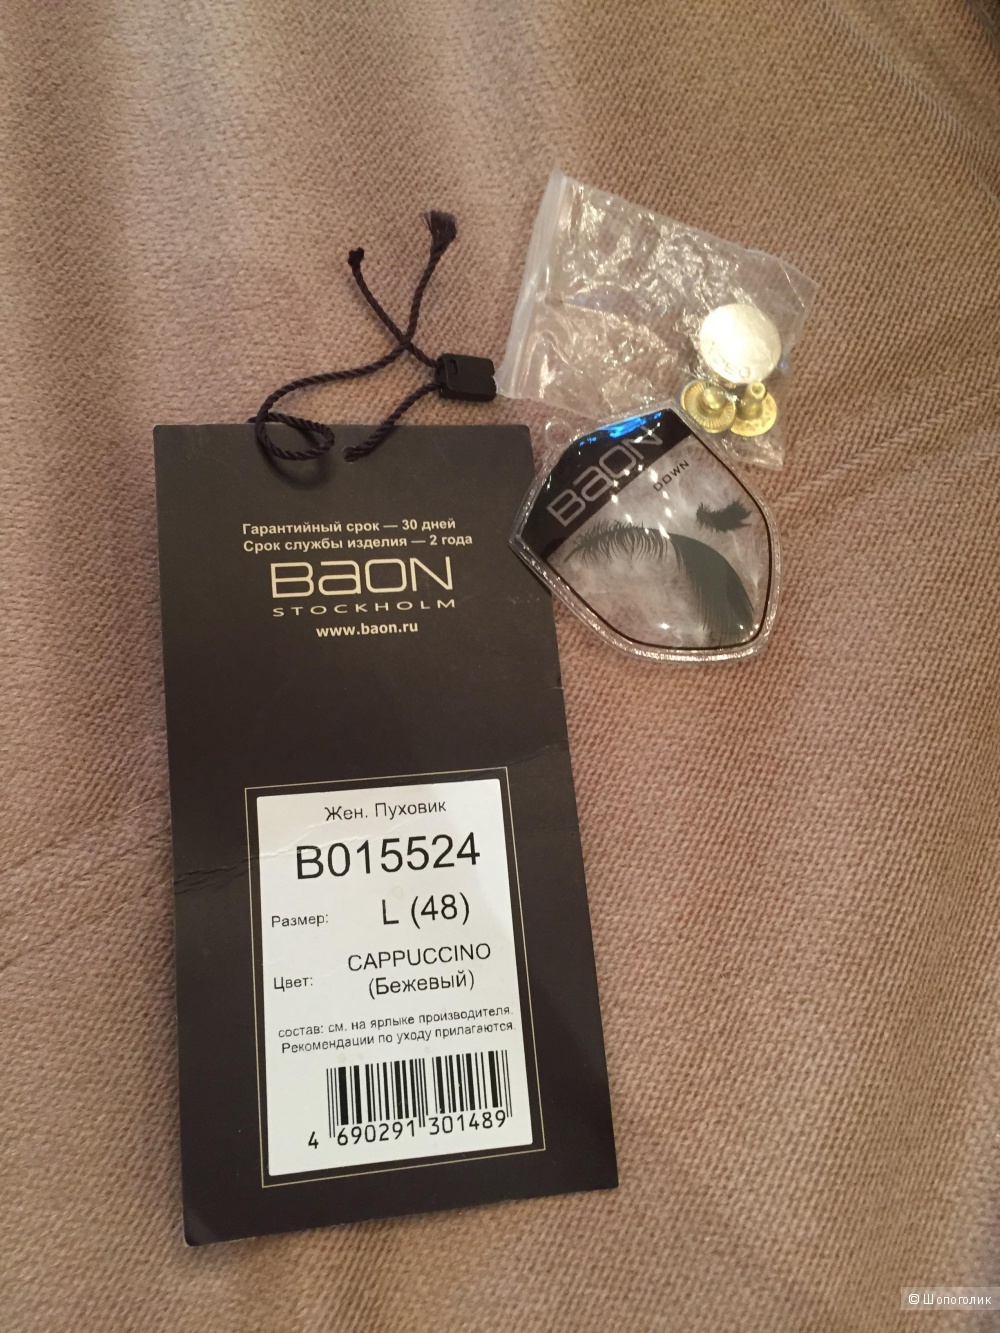 Гарантийный срок — 30 дней
Срок службы изделия — 2 года
BaON
STOCKHOLM
www.baon.ru
BaON
DOWN
Жен. Пуховик
B015524
Размер: L (48)
Цвет: CAPPUCCINO
(Бежевый)
состав: см. на ярлыке производителя.
Рекомендации по уходу прилагаются.
4 690291 301489
© Шопоголик